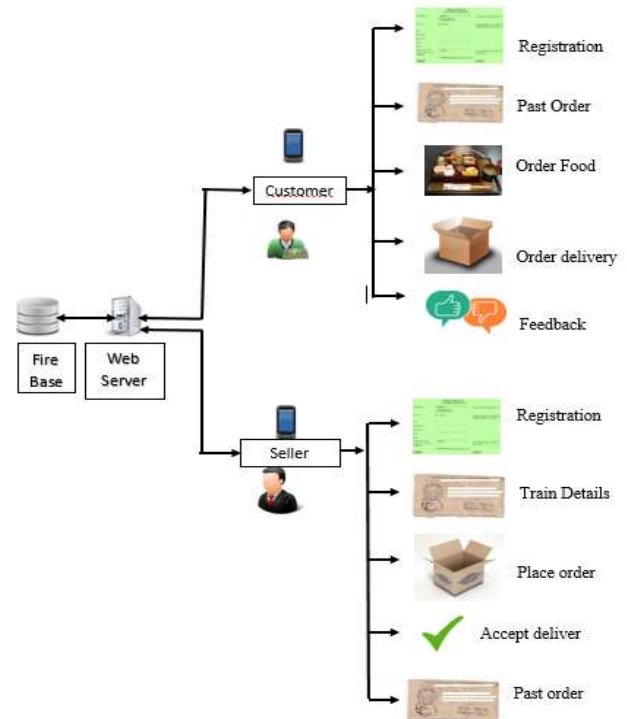 Registration
Past Order
Order Food
Customer
Order delivery
Feedback
Fire
Base
Web
Server
Registration
Seller
Train Details
Place order
Accept deliver
Past order